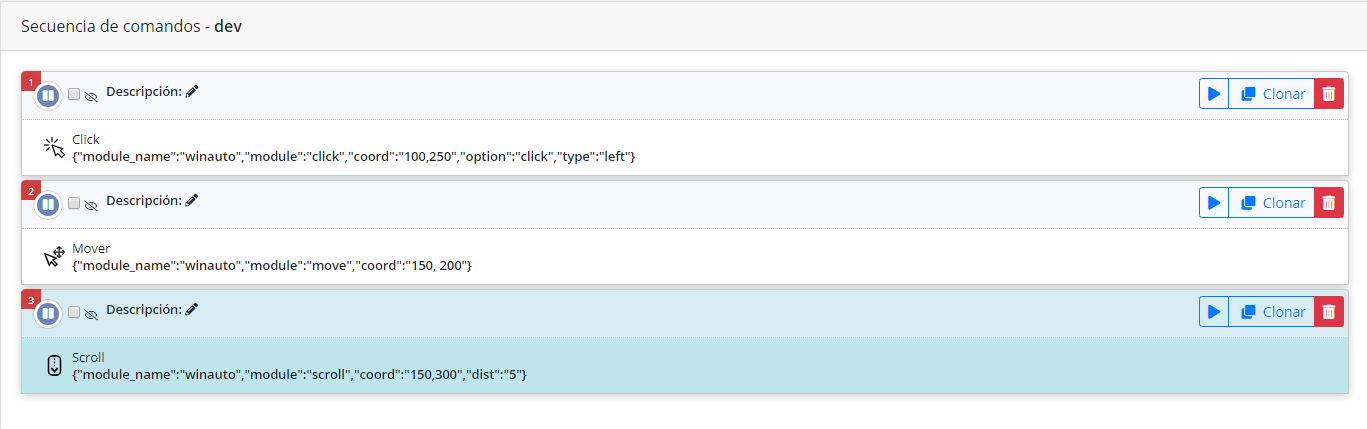 Secuencia de comandos - dev
1
Descripción:
Clonar
Click
{"module_name":"winauto","module":"click","coord":"100,250","option":"click","type":"left"}
2
Descripción:
Clonar
Mover
{"module_name":"winauto","module":"move","coord":"150, 200"}
3
Descripción:
Clonar
Scroll
{"module_name":"winauto","module":"scroll","coord":"150,300","dist":"5"}